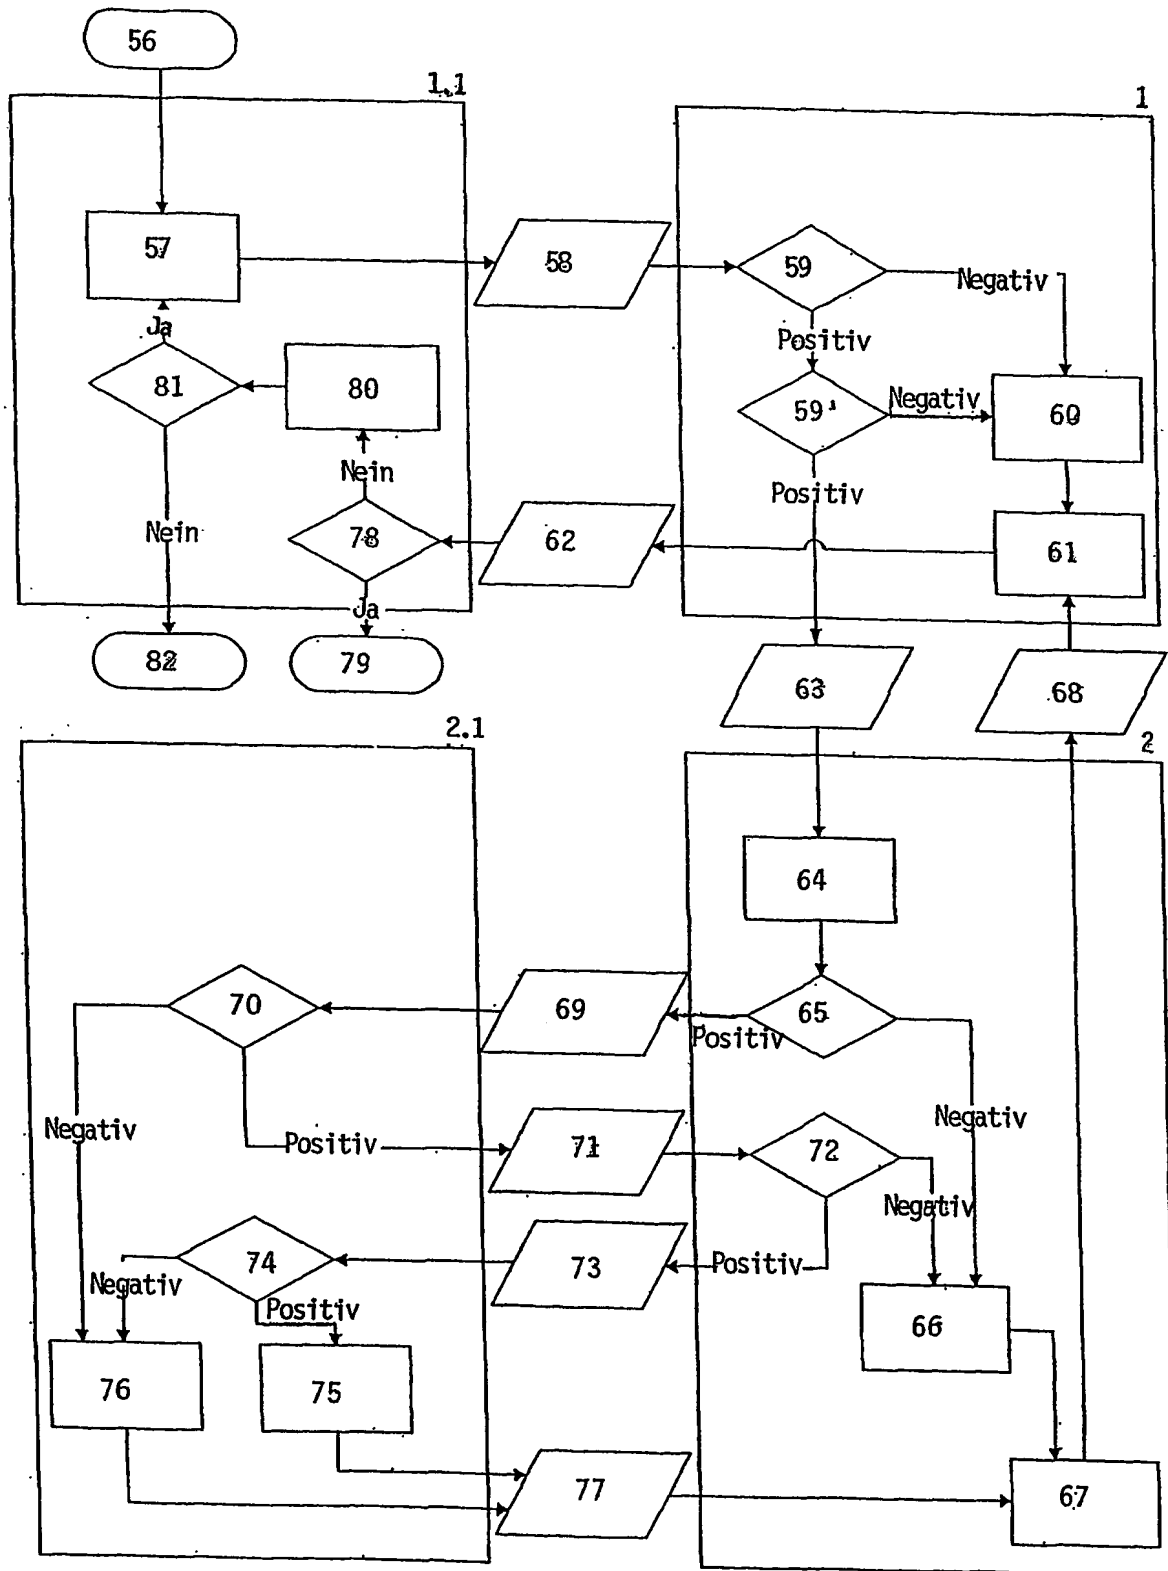 56
1.1
1
57
58
59
Negativ
Ja
Positiv
81
80
59'
Negativ
60
Nein
Positiv
Nein
78
62
61
Ja
82
79
63
68
2.1
2
64
70
69
65
Positiv
Negativ
Negativ
Positiv
71
72
Negativ
74
73
Positiv
Negativ
Positiv
66
76
75
77
67